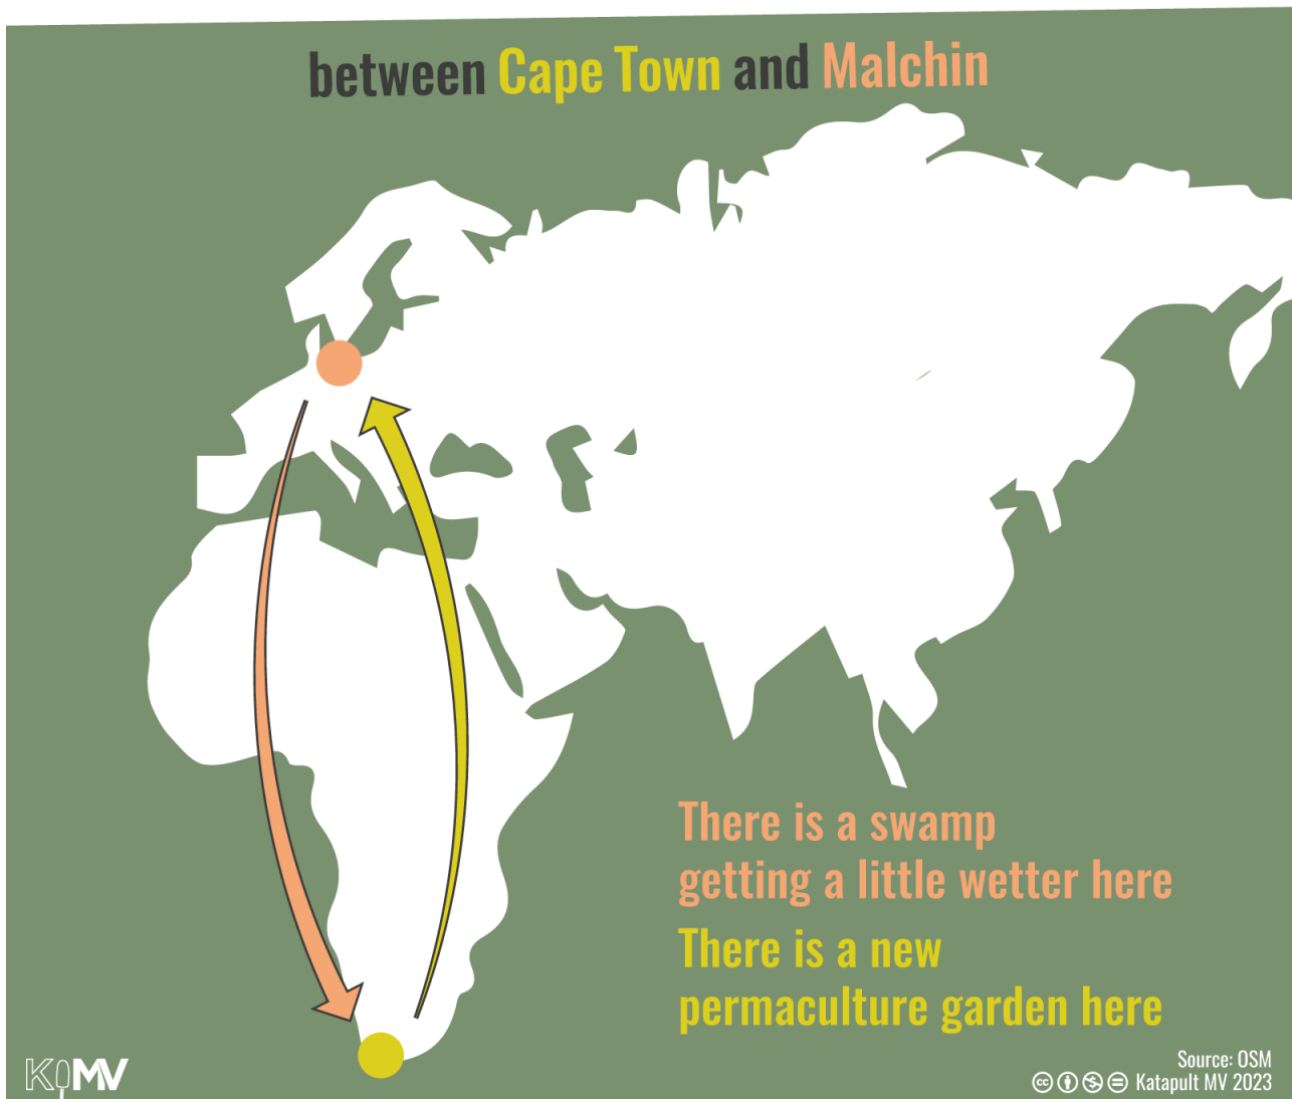 between Cape Town and Malchin
There is a swamp
getting a little wetter here
There is a new
permaculture garden here
KMV
Source: OSM
Katapult MV 2023